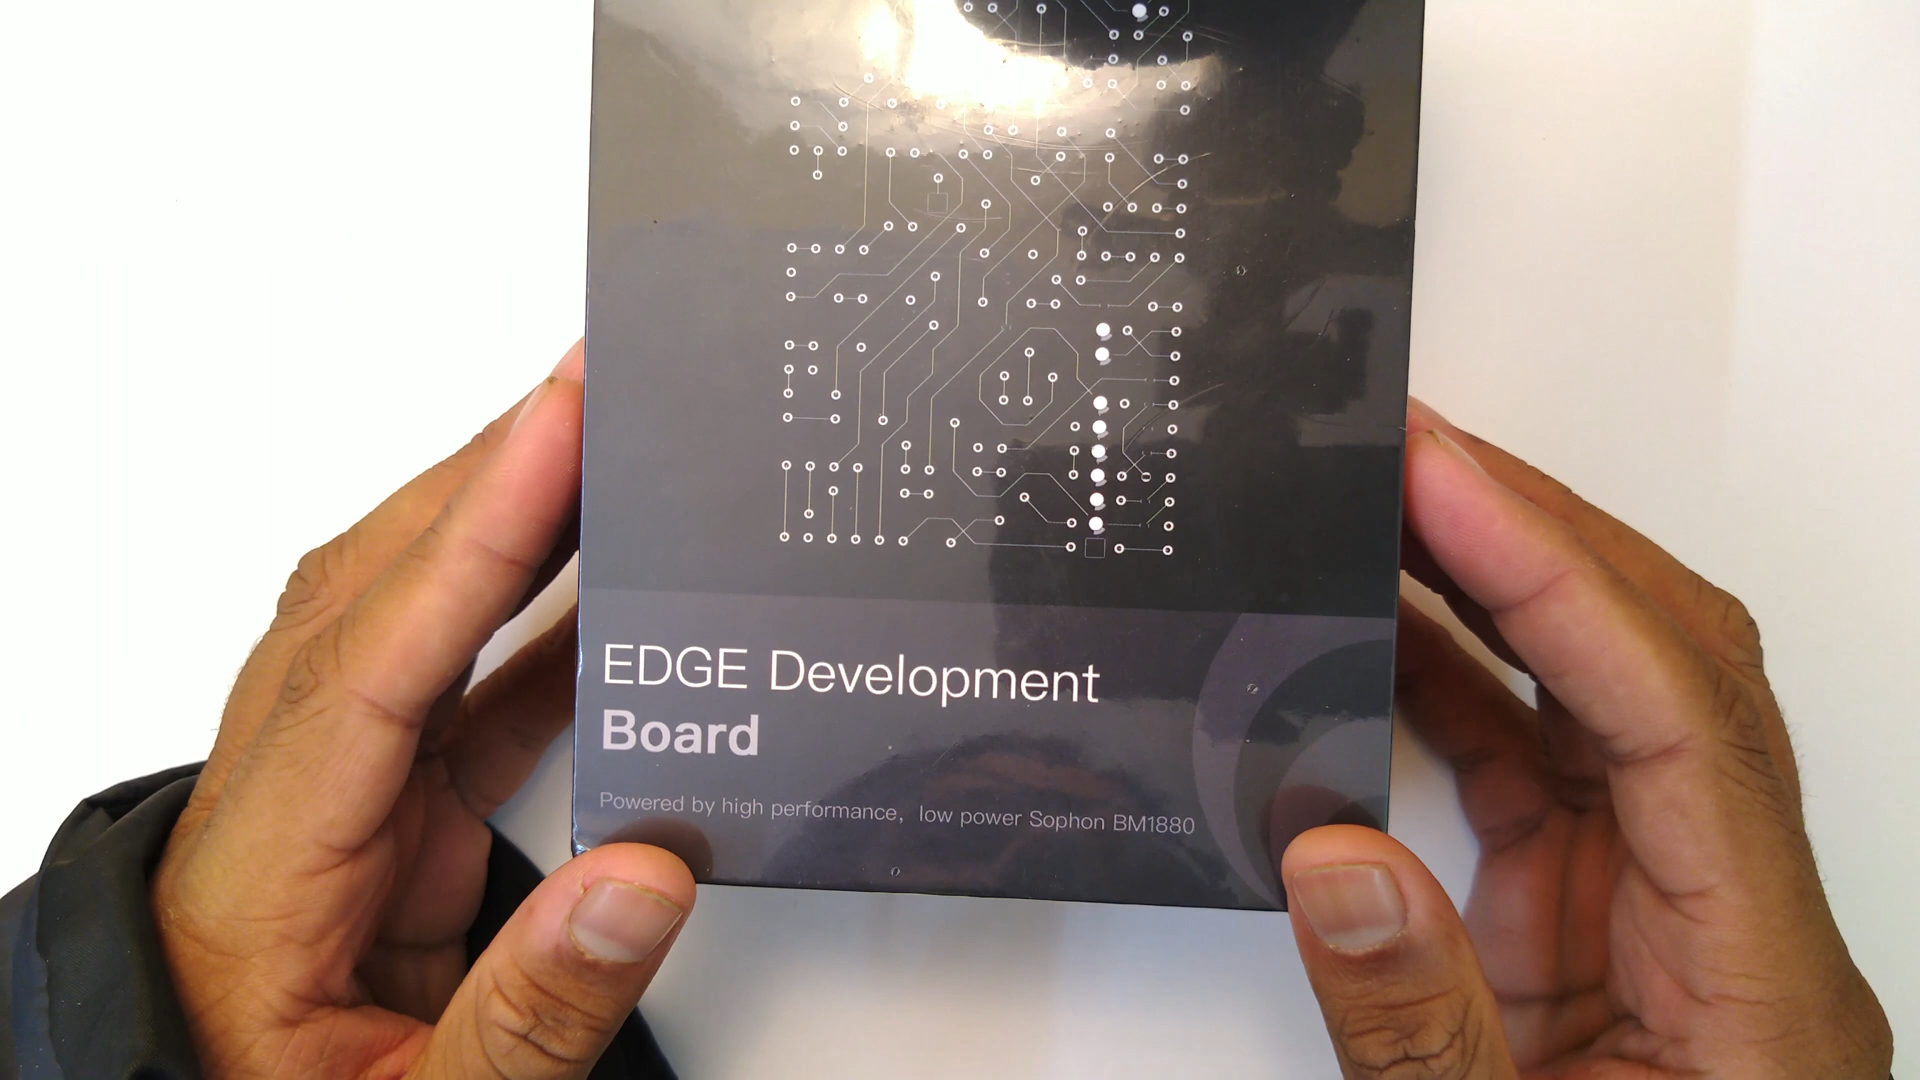 EDGE Development
Board
Powered by high performance, low power Sophon BM1880